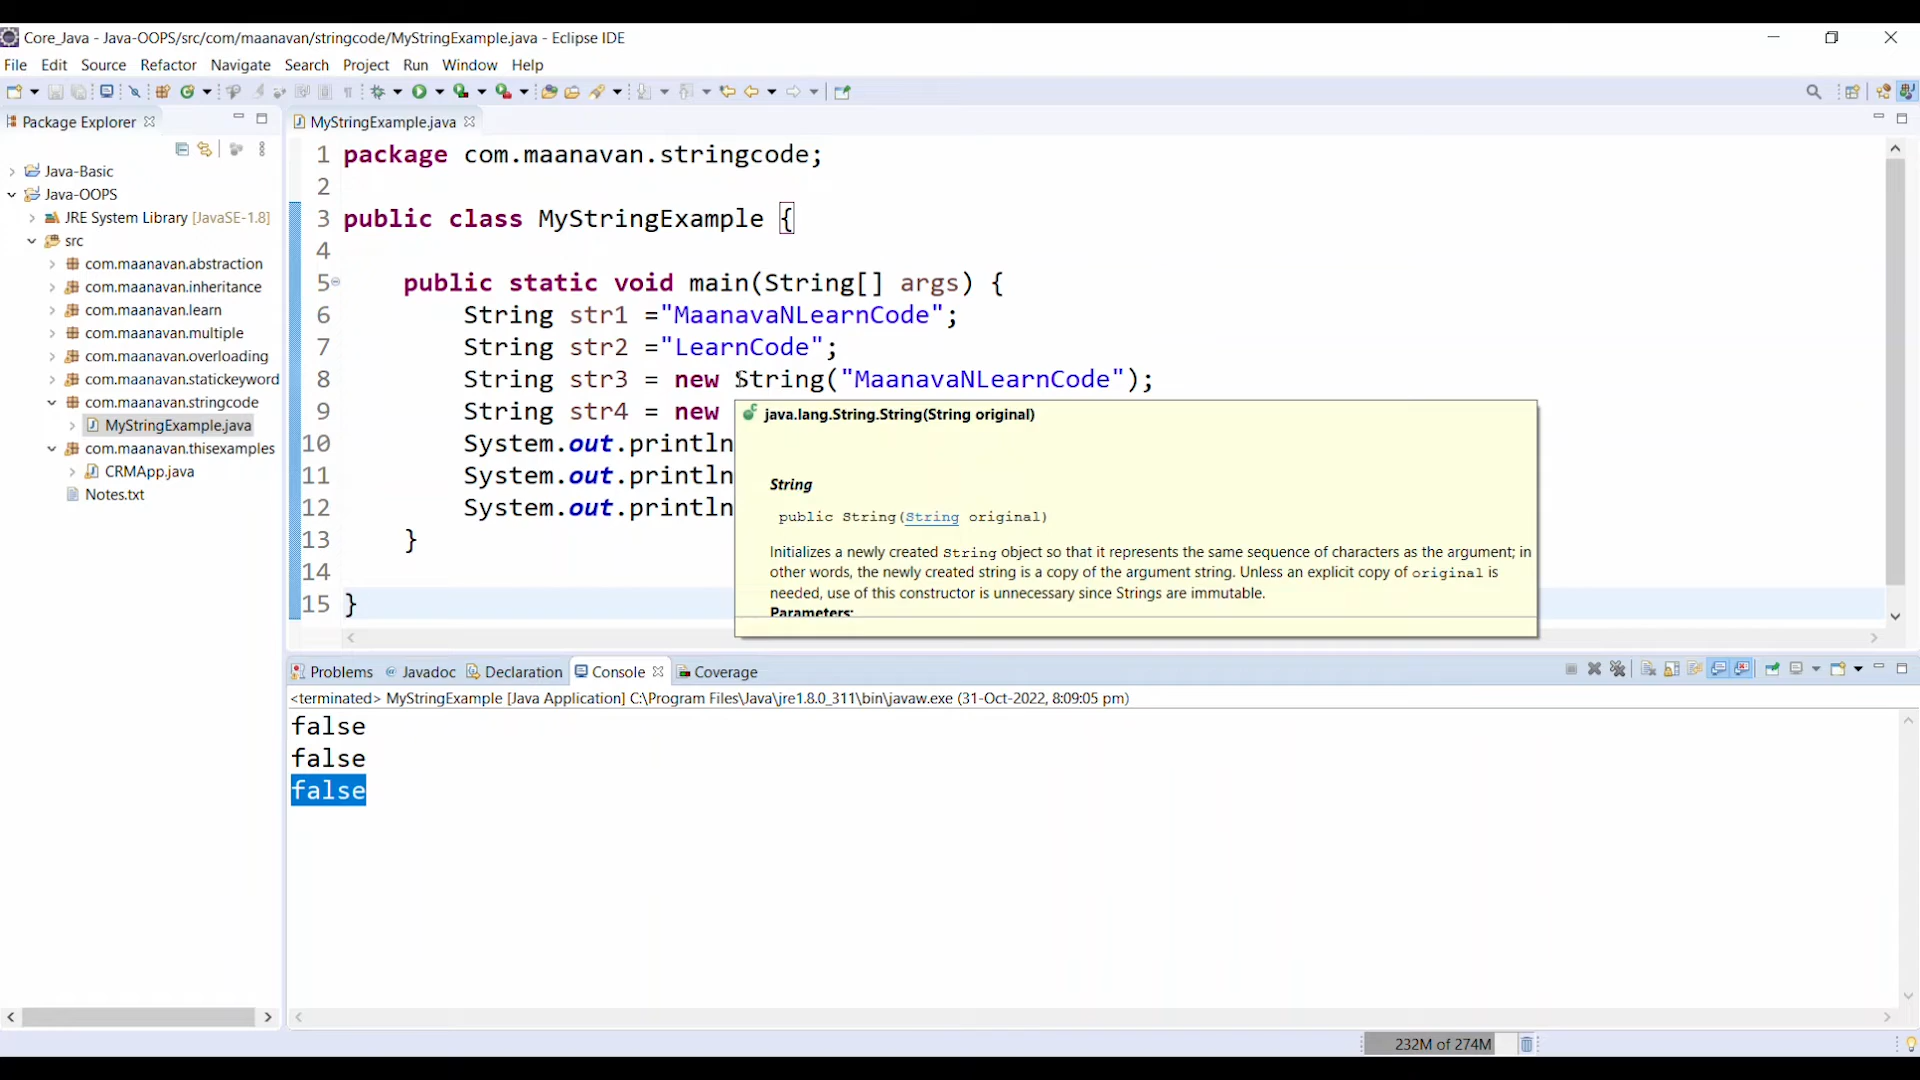 Core_Java - Java-OOPS/src/com/maanavan/stringcode/MyStringExample.java - Eclipse IDE
File Edit Source Refactor Navigate Search Project Run Window Help
Package Explorer
Java-Basic
Java-OOPS
JRE System Library [JavaSE-1.8]
src
com.maanavan.abstraction
com.maanavan.inheritance
com.maanavan.learn
com.maanavan.multiple
com.maanavan.overloading
com.maanavan.statickeyword
com.maanavan.stringcode
MyStringExample.java
com.maanavan.thisexamples
CRMApp.java
Notes.txt
MyStringExample.java
1 package com.maanavan.stringcode;
2
3 public class MyStringExample {
4
5 public static void main(String[] args) {
6 String str1 ="MaanavaNLearnCode";
7 String str2 ="LearnCode";
8 String str3 = new String("MaanavaNLearnCode");
9 String str4 = new
10 System.out.println
11 System.out.println
12 System.out.println
13 }
14
15 }
java.lang.String.String(String original)
String
public String(String original)
Initializes a newly created String object so that it represents the same sequence of characters as the argument; in
other words, the newly created string is a copy of the argument string. Unless an explicit copy of original is
needed, use of this constructor is unnecessary since Strings are immutable.
Parameters:
Problems Javadoc Declaration Console Coverage
<terminated> MyStringExample [Java Application] C:\Program Files\Java\jre1.8.0_311\bin\javaw.exe (31-Oct-2022, 8:09:05 pm)
false
false
false
232M of 274M